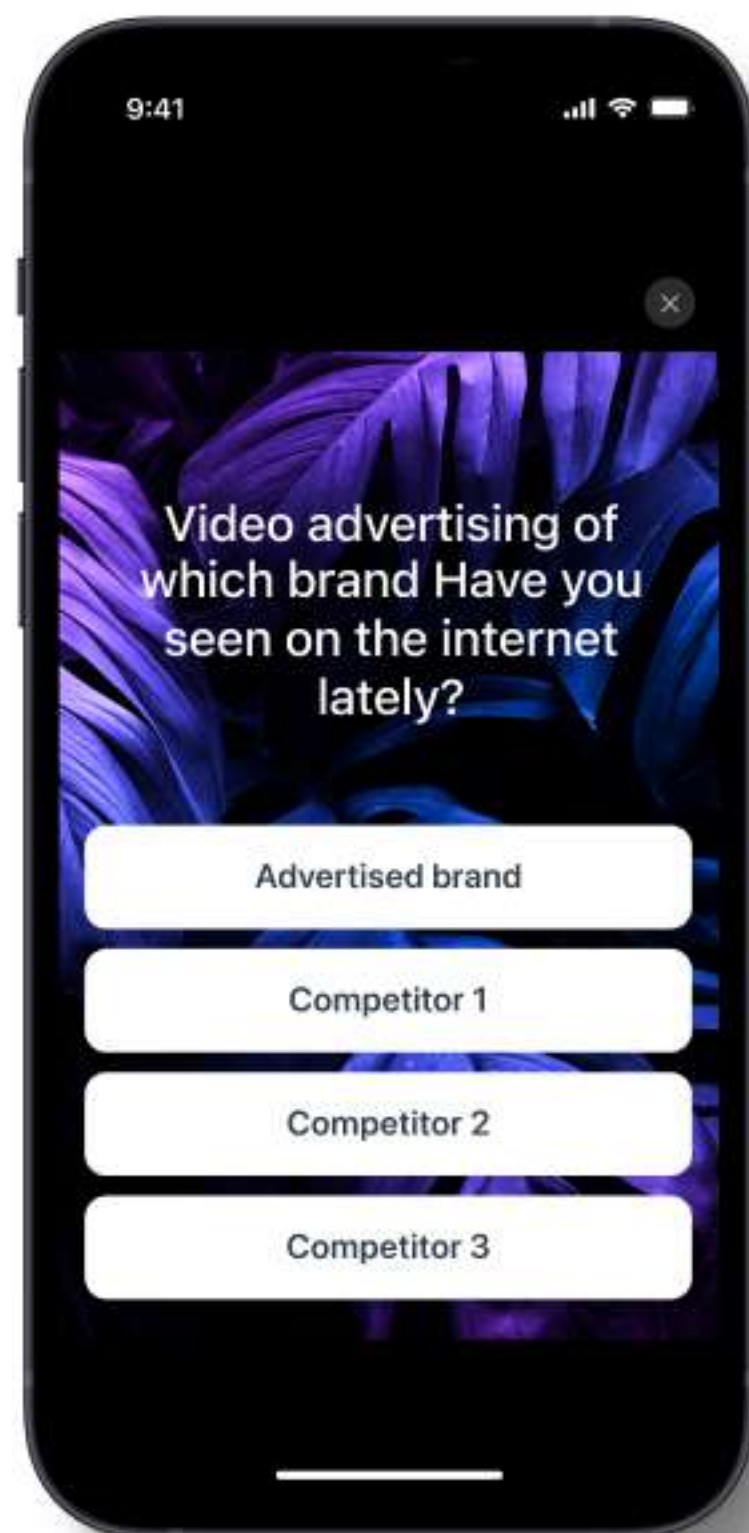 9:41
Video advertising of
which brand Have you
seen on the internet
lately?
Advertised brand
Competitor 1
Competitor 2
Competitor 3